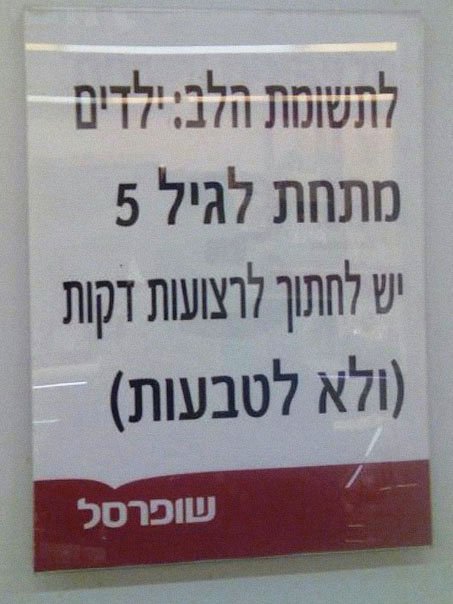 לתשומת הלב: ילדים
מתחת לגיל 5
יש לחתוך לרצועות דקות
(ולא לטבעות)
שופרסל